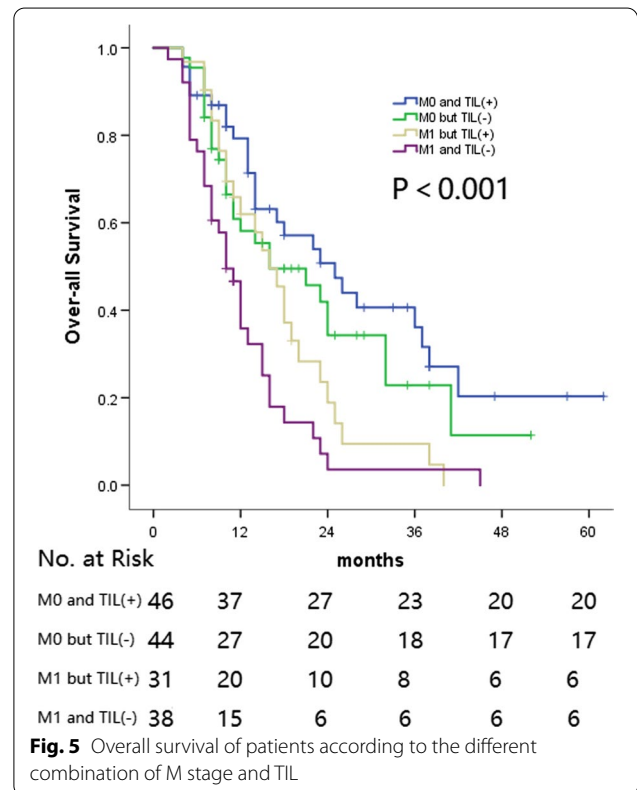 1.0
0.8
0.6
0.4
0.2
0.0
Over-all Survival
M0 and TIL(+)
M0 but TIL(-)
M1 but TIL(+)
M1 and TIL(-)
P < 0.001
0 12 24 36 48 60
months
No. at Risk
M0 and TIL(+) 46 37 27 23 20 20
M0 but TIL(-) 44 27 20 18 17 17
M1 but TIL(+) 31 20 10 8 6 6
M1 and TIL(-) 38 15 6 6 6 6
Fig. 5 Overall survival of patients according to the different
combination of M stage and TIL